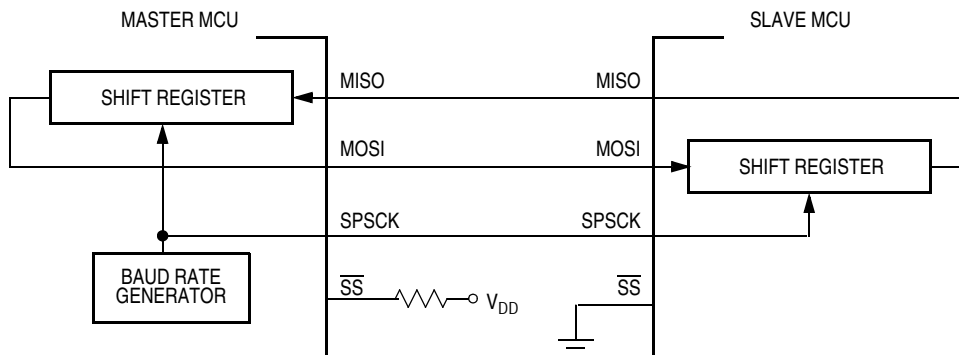 MASTER MCU
SLAVE MCU
SHIFT REGISTER
MISO
MISO
MOSI
MOSI
SHIFT REGISTER
SPSCK
SPSCK
BAUD RATE
GENERATOR
SS
VDD
SS